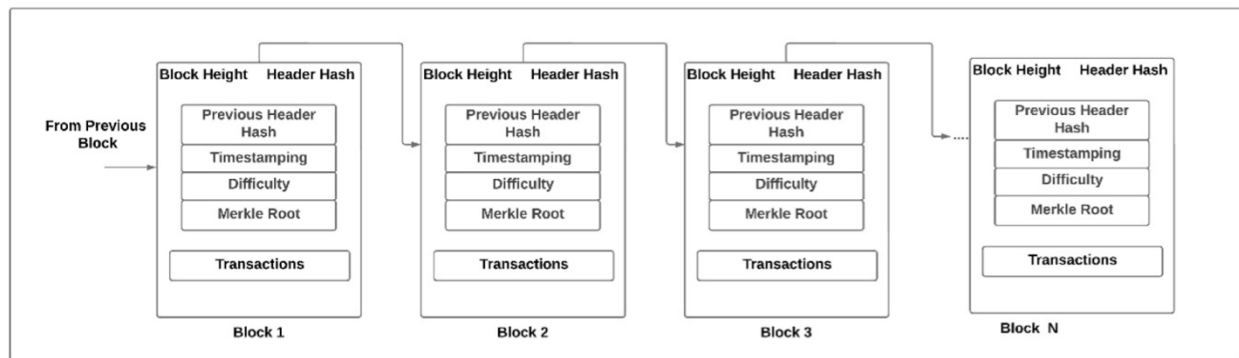 From Previous
Block
Block Height Header Hash
Previous Header
Hash
Timestamping
Difficulty
Merkle Root
Transactions
Block 1
Block Height Header Hash
Previous Header
Hash
Timestamping
Difficulty
Merkle Root
Transactions
Block 2
Block Height Header Hash
Previous Header
Hash
Timestamping
Difficulty
Merkle Root
Transactions
Block 3
Block Height Header Hash
Previous Header
Hash
Timestamping
Difficulty
Merkle Root
Transactions
Block N